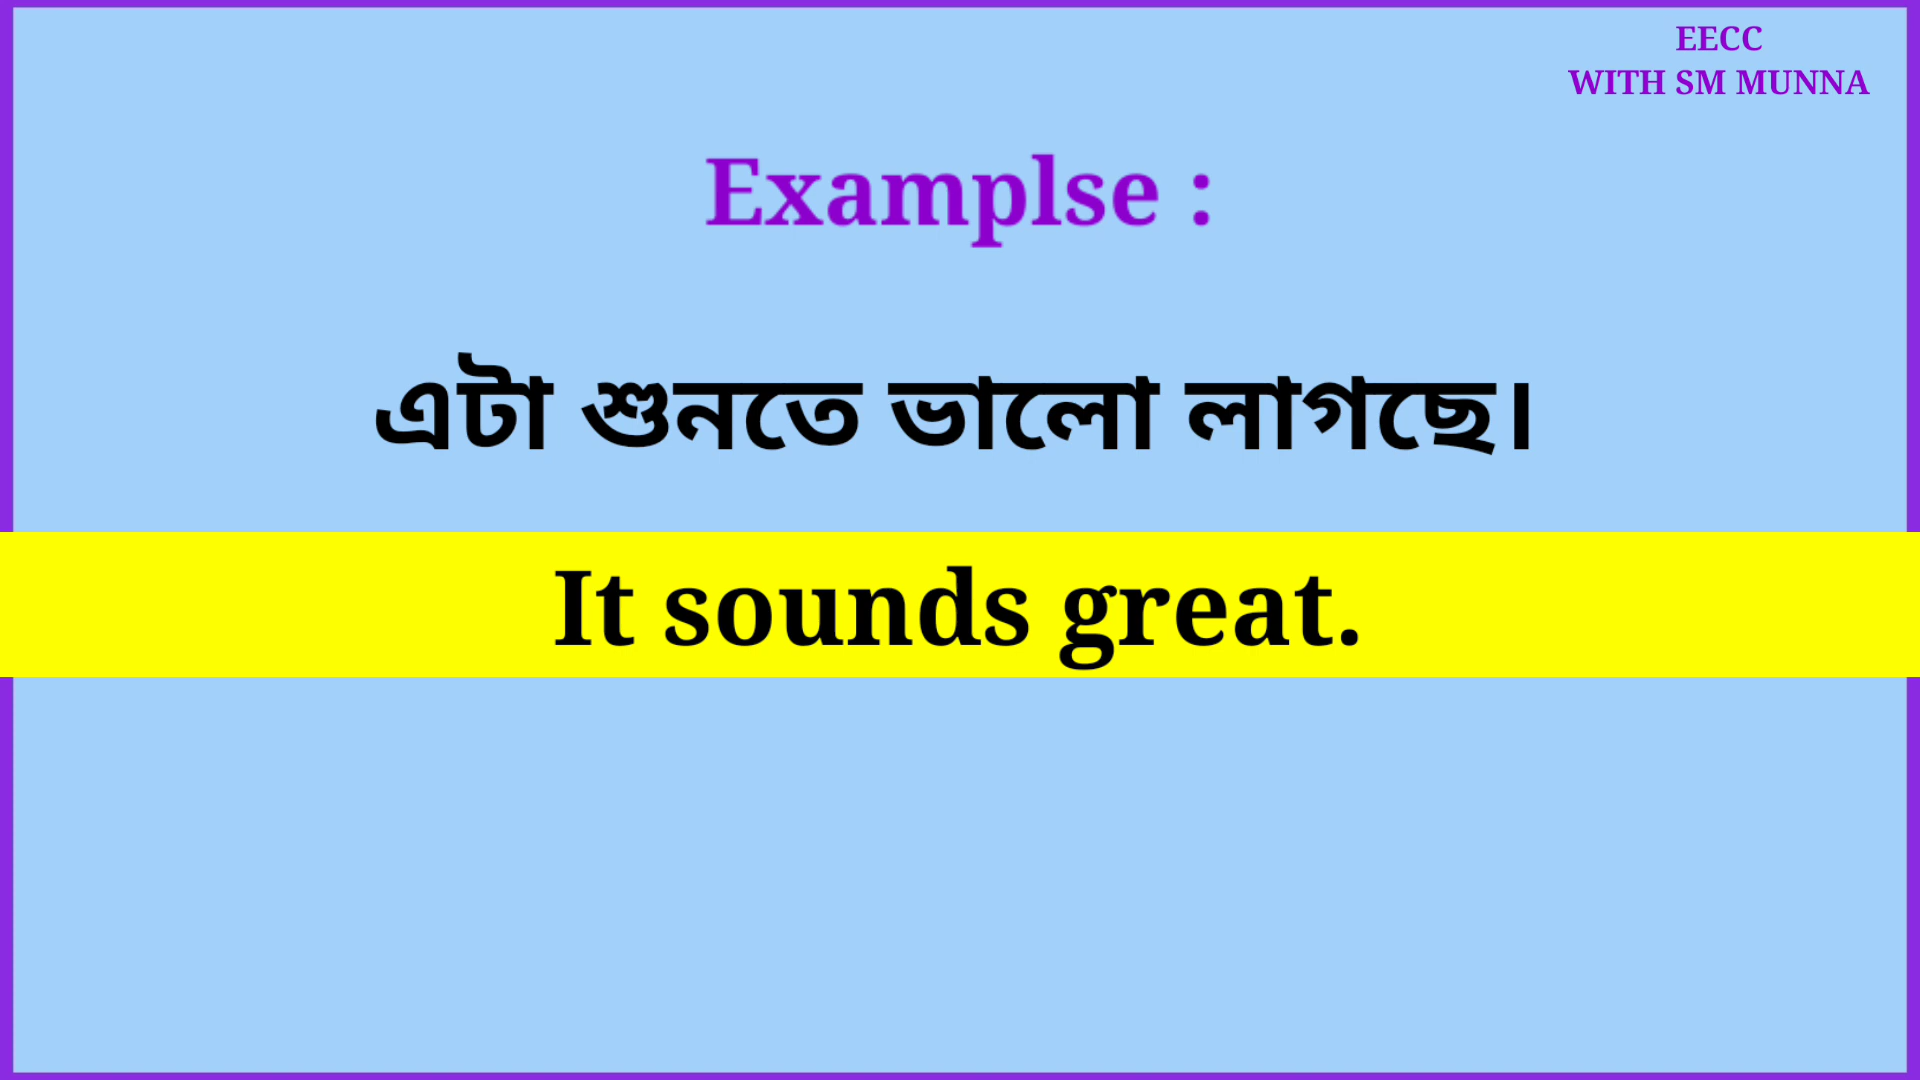 EECC
WITH SM MUNNA
Examplse :
এটা শুনতে ভালো লাগছে।
It sounds great.